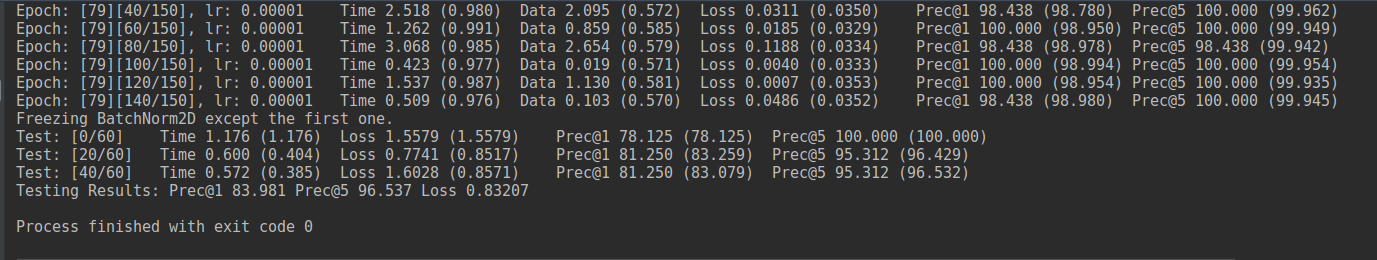 Epoch: [79][40/150], lr: 0.00001 Time 2.518 (0.980) Data 2.095 (0.572) Loss 0.0311 (0.0350) Prec@1 98.438 (98.780) Prec@5 100.000 (99.962)
Epoch: [79][60/150], lr: 0.00001 Time 1.262 (0.991) Data 0.859 (0.585) Loss 0.0185 (0.0329) Prec@1 100.000 (98.950) Prec@5 100.000 (99.949)
Epoch: [79][80/150], lr: 0.00001 Time 3.068 (0.985) Data 2.654 (0.579) Loss 0.1188 (0.0334) Prec@1 98.438 (98.978) Prec@5 98.438 (99.942)
Epoch: [79][100/150], lr: 0.00001 Time 0.423 (0.977) Data 0.019 (0.571) Loss 0.0040 (0.0333) Prec@1 100.000 (98.994) Prec@5 100.000 (99.954)
Epoch: [79][120/150], lr: 0.00001 Time 1.537 (0.987) Data 1.130 (0.581) Loss 0.0007 (0.0353) Prec@1 100.000 (98.954) Prec@5 100.000 (99.935)
Epoch: [79][140/150], lr: 0.00001 Time 0.509 (0.976) Data 0.103 (0.570) Loss 0.0486 (0.0352) Prec@1 98.438 (98.980) Prec@5 100.000 (99.945)
Freezing BatchNorm2D except the first one.
Test: [0/60] Time 1.176 (1.176) Loss 1.5579 (1.5579) Prec@1 78.125 (78.125) Prec@5 100.000 (100.000)
Test: [20/60] Time 0.600 (0.404) Loss 0.7741 (0.8517) Prec@1 81.250 (83.259) Prec@5 95.312 (96.429)
Test: [40/60] Time 0.572 (0.385) Loss 1.6028 (0.8571) Prec@1 81.250 (83.079) Prec@5 95.312 (96.532)
Testing Results: Prec@1 83.981 Prec@5 96.537 Loss 0.83207
Process finished with exit code 0